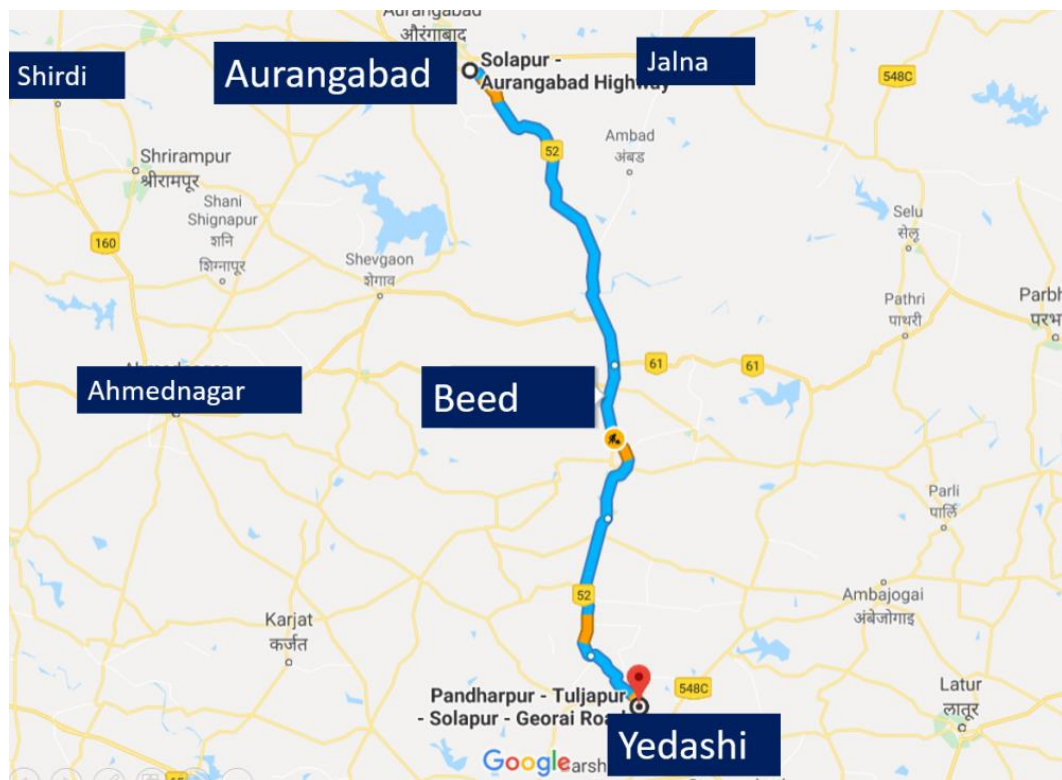 Aurangabad
औरंगाबाद
Shirdi
Aurangabad
Solapur -
Aurangabad Highway
Jalna
548C
Ambad
अंबड
52
Shrirampur
श्रीरामपूर
Shani
Shignapur
शनि
शिग्नापूर
160
Selu
सेलू
Shevgaon
शेगाव
Pathri
पाथरी
Parbh
परभ
61
61
Ahmednagar
Beed
Parli
पार्लि
52
Ambajogai
अंबेजोगाइ
Karjat
कर्जत
Pandharpur - Tuljapur
- Solapur - Georai Road
548C
Latur
लातूर
Yedashi
Google
arsh